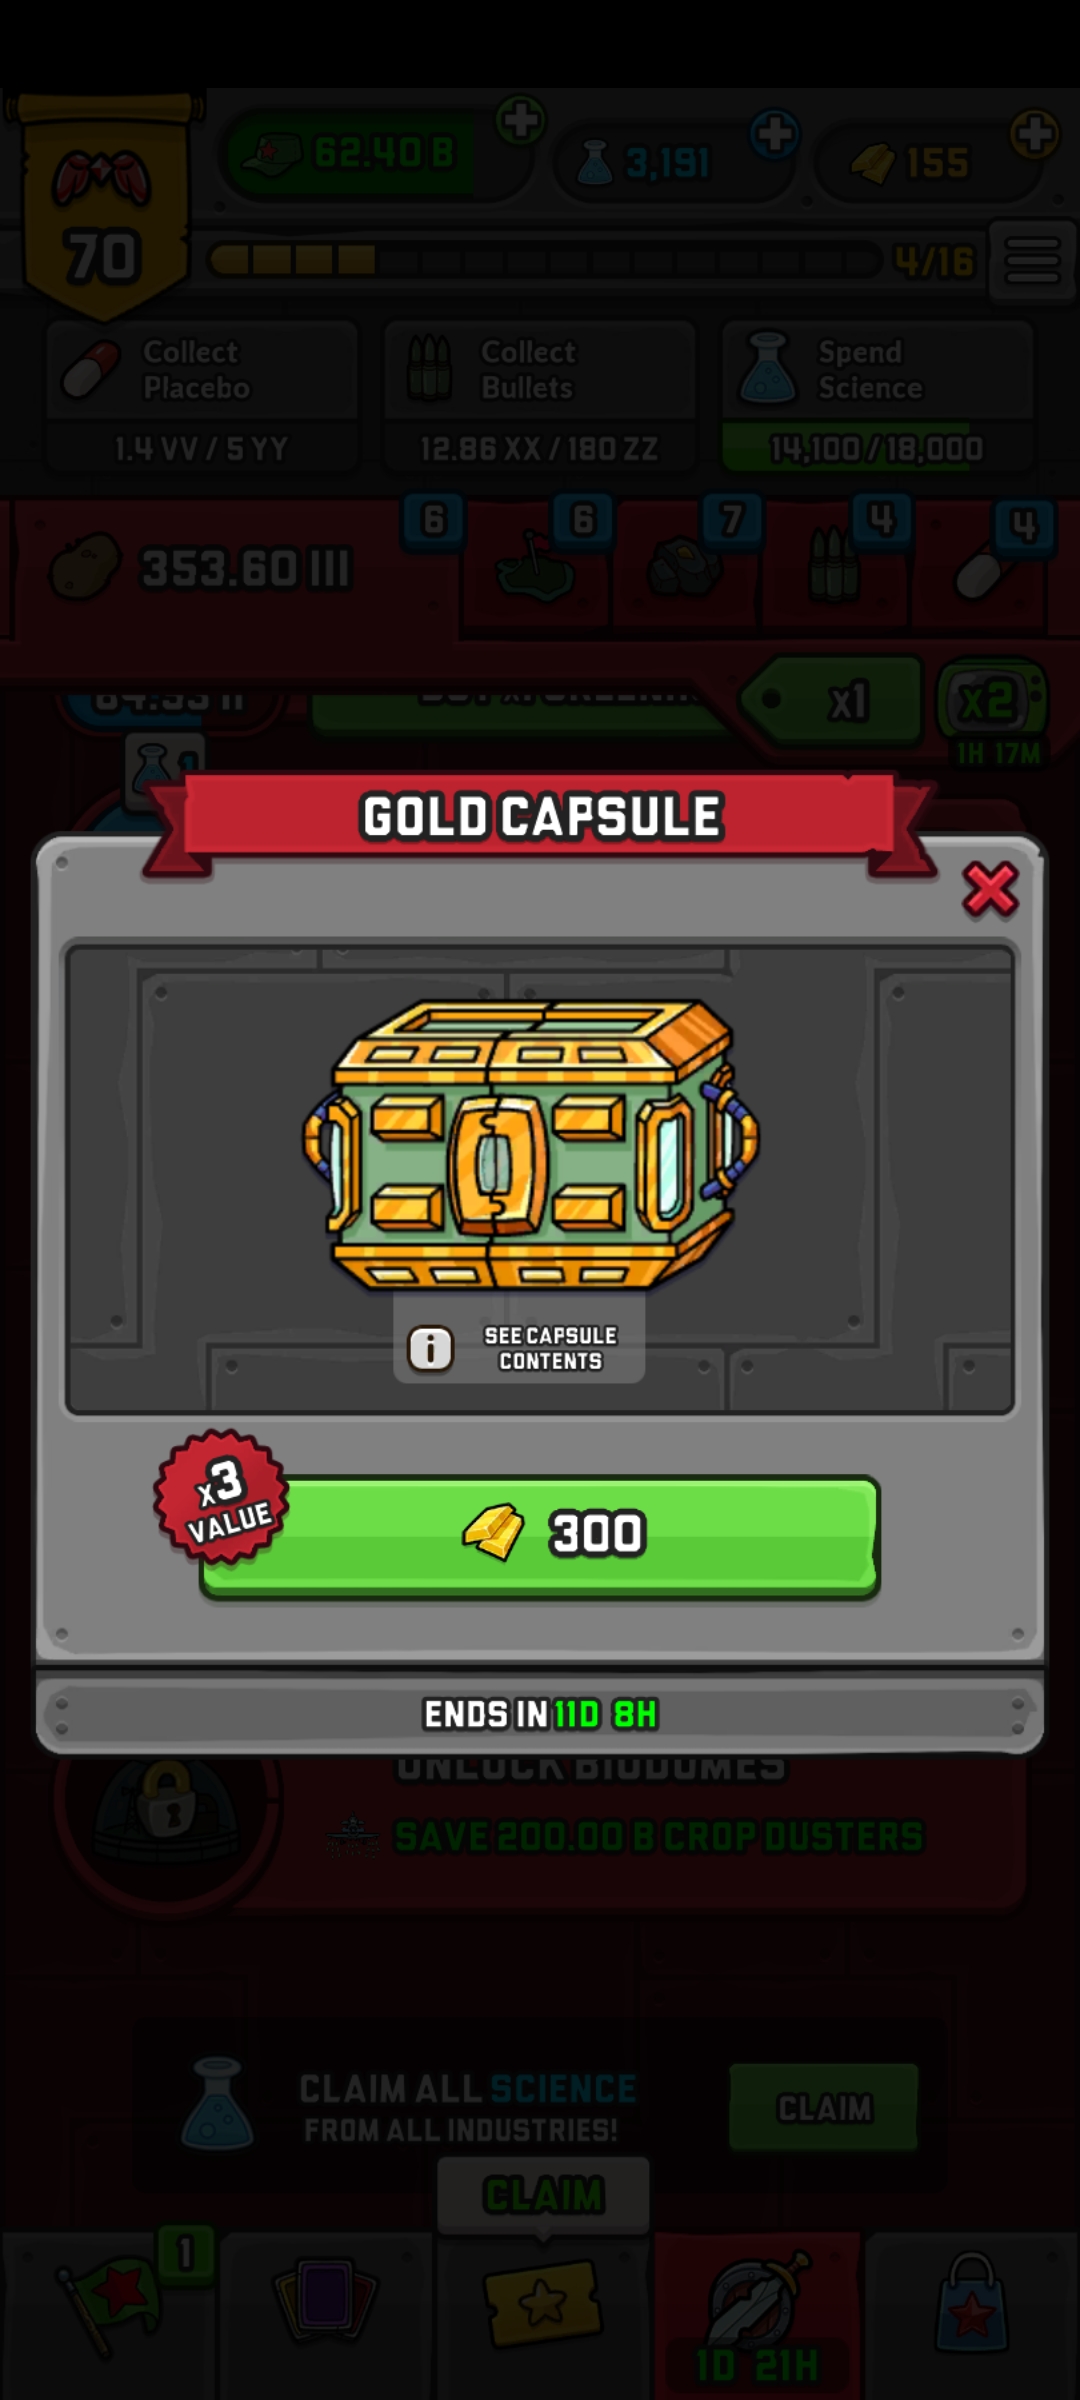 62.40 B
3,191
155
70
4/16
Collect
Placebo
1.4 VV / 5 YY
Collect
Bullets
12.86 XX / 180 ZZ
Spend
Science
14,100 / 18,000
353.60 III
6
6
7
4
4
x1
x2
1H 17M
1
GOLD CAPSULE
i
SEE CAPSULE
CONTENTS
x3
VALUE
300
ENDS IN 11D 8H
UNLOCK BIODOMES
SAVE 200.00 B CROP DUSTERS
CLAIM ALL SCIENCE
FROM ALL INDUSTRIES!
CLAIM
CLAIM
1
1D 21H